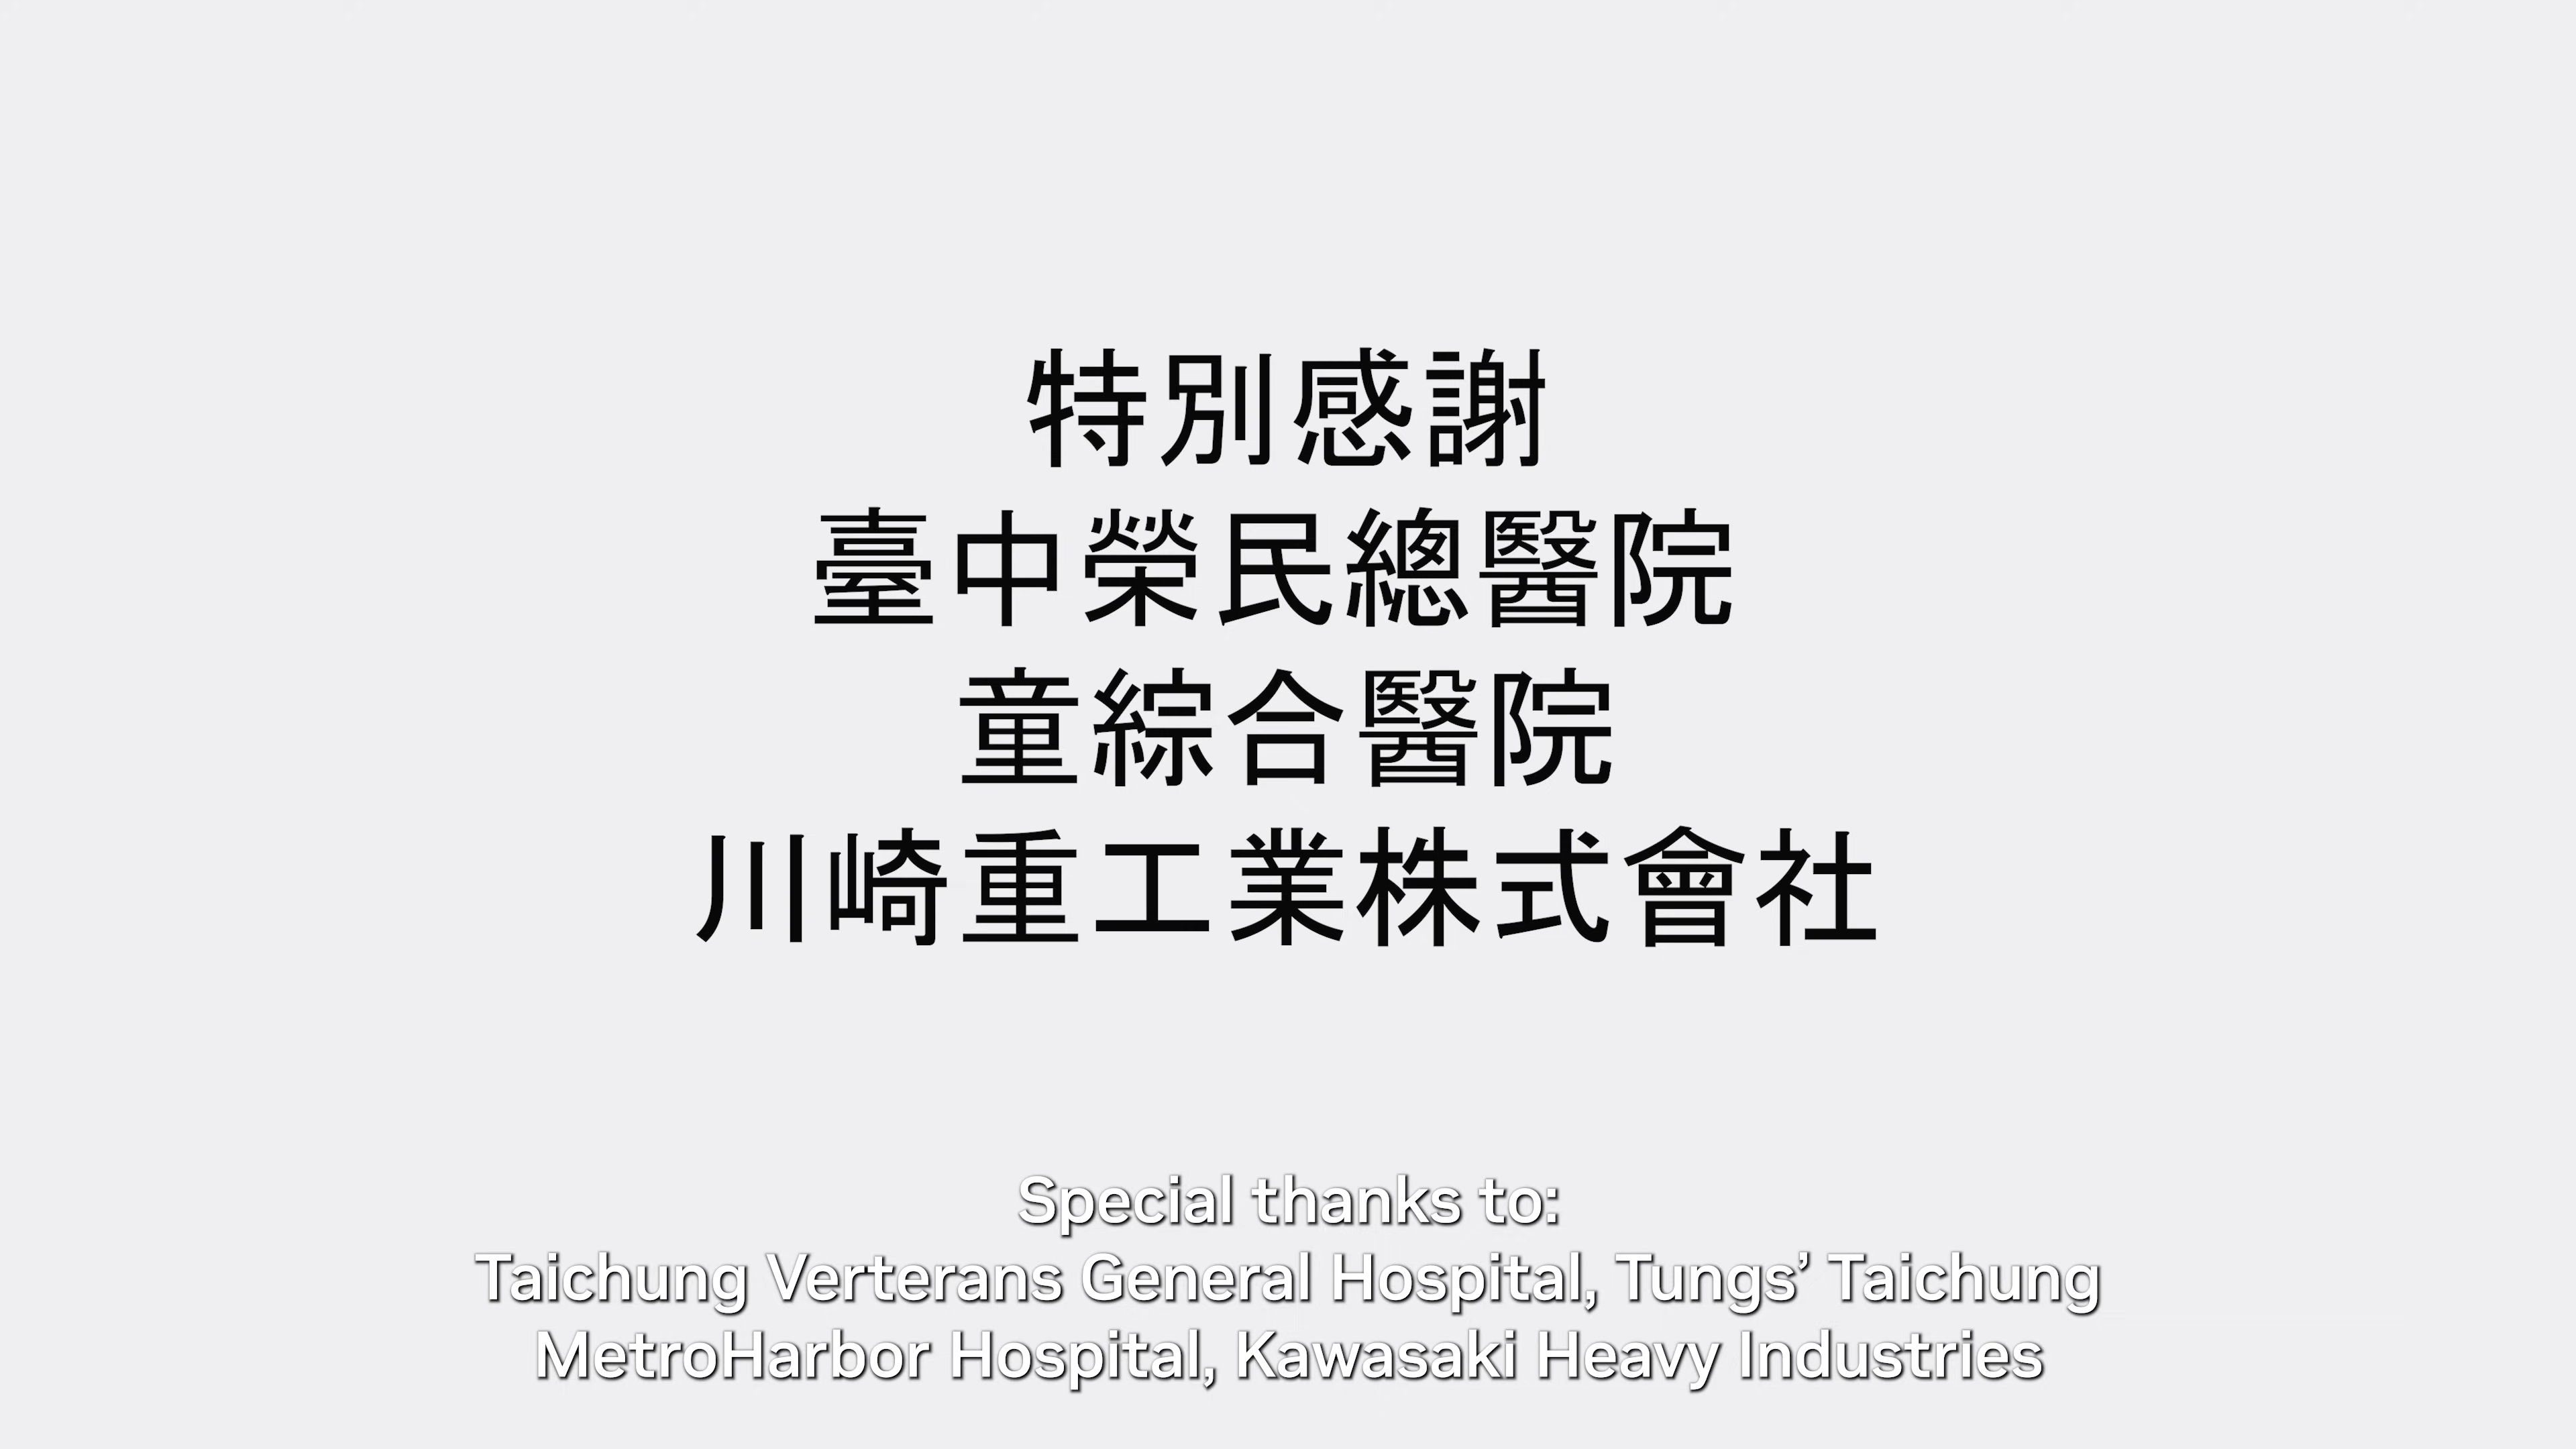 特別感謝
臺中榮民總醫院
童綜合醫院
川崎重工業株式會社
Special thanks to:
Taichung Verterans General Hospital, Tungs’ Taichung
MetroHarbor Hospital, Kawasaki Heavy Industries